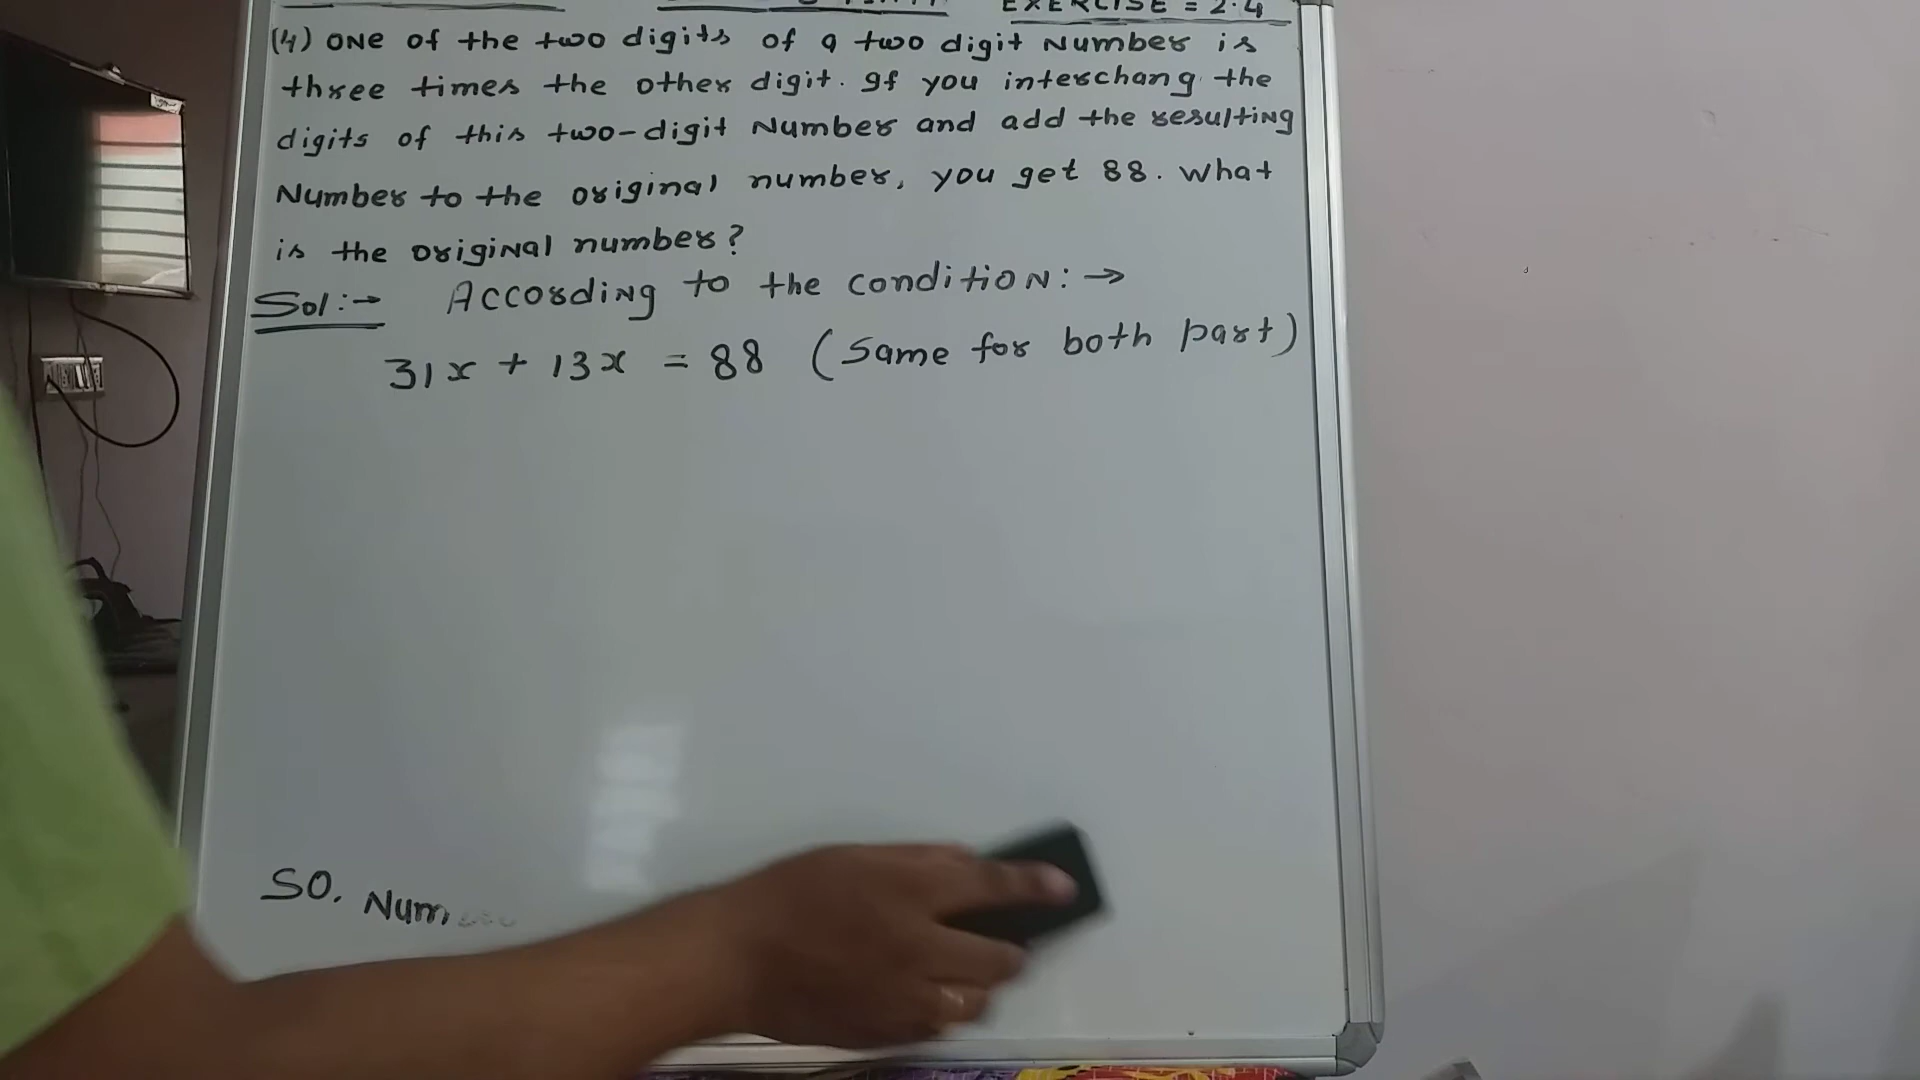 EXERCISE = 2.4
(4) ONE of the two digits of a two digit Number is
three times the other digit. If you interchang the
digits of this two-digit Number and add the resulting
Number to the original number, you get 88. What
is the original number?
Sol:→ According to the condition:→
31x + 13x = 88 (Same for both part)
SO. Num